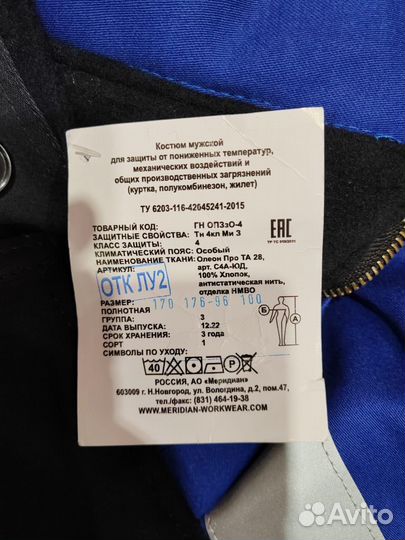 Костюм мужской
для защиты от пониженных температур,
механических воздействий и
общих производственных загрязнений
(куртка, полукомбинезон, жилет)
ТУ 6203-116-42045241-2015
ТОВАРНЫЙ КОД: ГН ОПЗзО-4
ЗАЩИТНЫЕ СВОЙСТВА: Тн 4кл Ми З
КЛАСС ЗАЩИТЫ: 4
КЛИМАТИЧЕСКИЙ ПОЯС: Особый
НАИМЕНОВАНИЕ ТКАНИ: Олеон Про ТА 28,
АРТИКУЛ: арт. С4А-ЮД,
100% Хлопок,
антистатическая нить,
отделка НМВО
ОТК ЛУ2
РАЗМЕР: 170 176-96 100
ПОЛНОТНАЯ
ГРУППА: 3
ДАТА ВЫПУСКА: 12.22
СРОК ХРАНЕНИЯ: 3 года
СОРТ: 1
СИМВОЛЫ ПО УХОДУ:
40 P
РОССИЯ, АО «Меридиан»
603009 г. Н.Новгород, ул. Вологдина, д.2, пом.47,
тел./факс: (831) 464-19-38
WWW.MERIDIAN-WORKWEAR.COM
EAC
Б
А
Avito